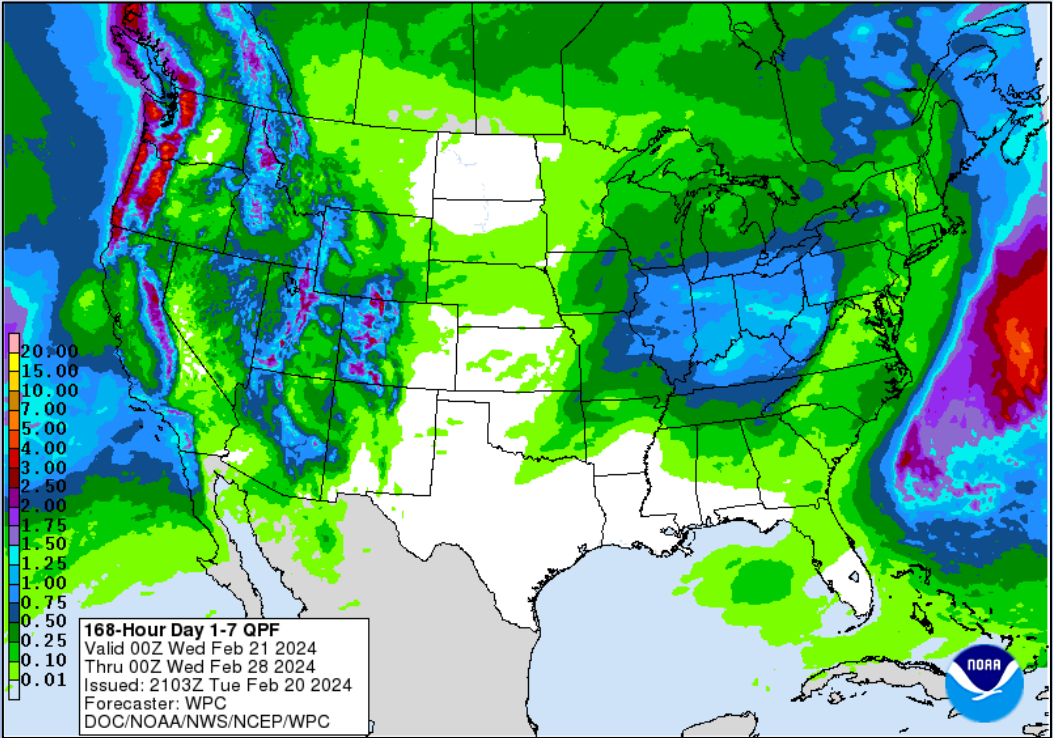 20.00
15.00
10.00
7.00
5.00
4.00
3.00
2.50
2.00
1.75
1.50
1.25
1.00
0.75
0.50
0.25
0.10
0.01
168-Hour Day 1-7 QPF
Valid 00Z Wed Feb 21 2024
Thru 00Z Wed Feb 28 2024
Issued: 2103Z Tue Feb 20 2024
Forecaster: WPC
DOC/NOAA/NWS/NCEP/WPC
NOAA